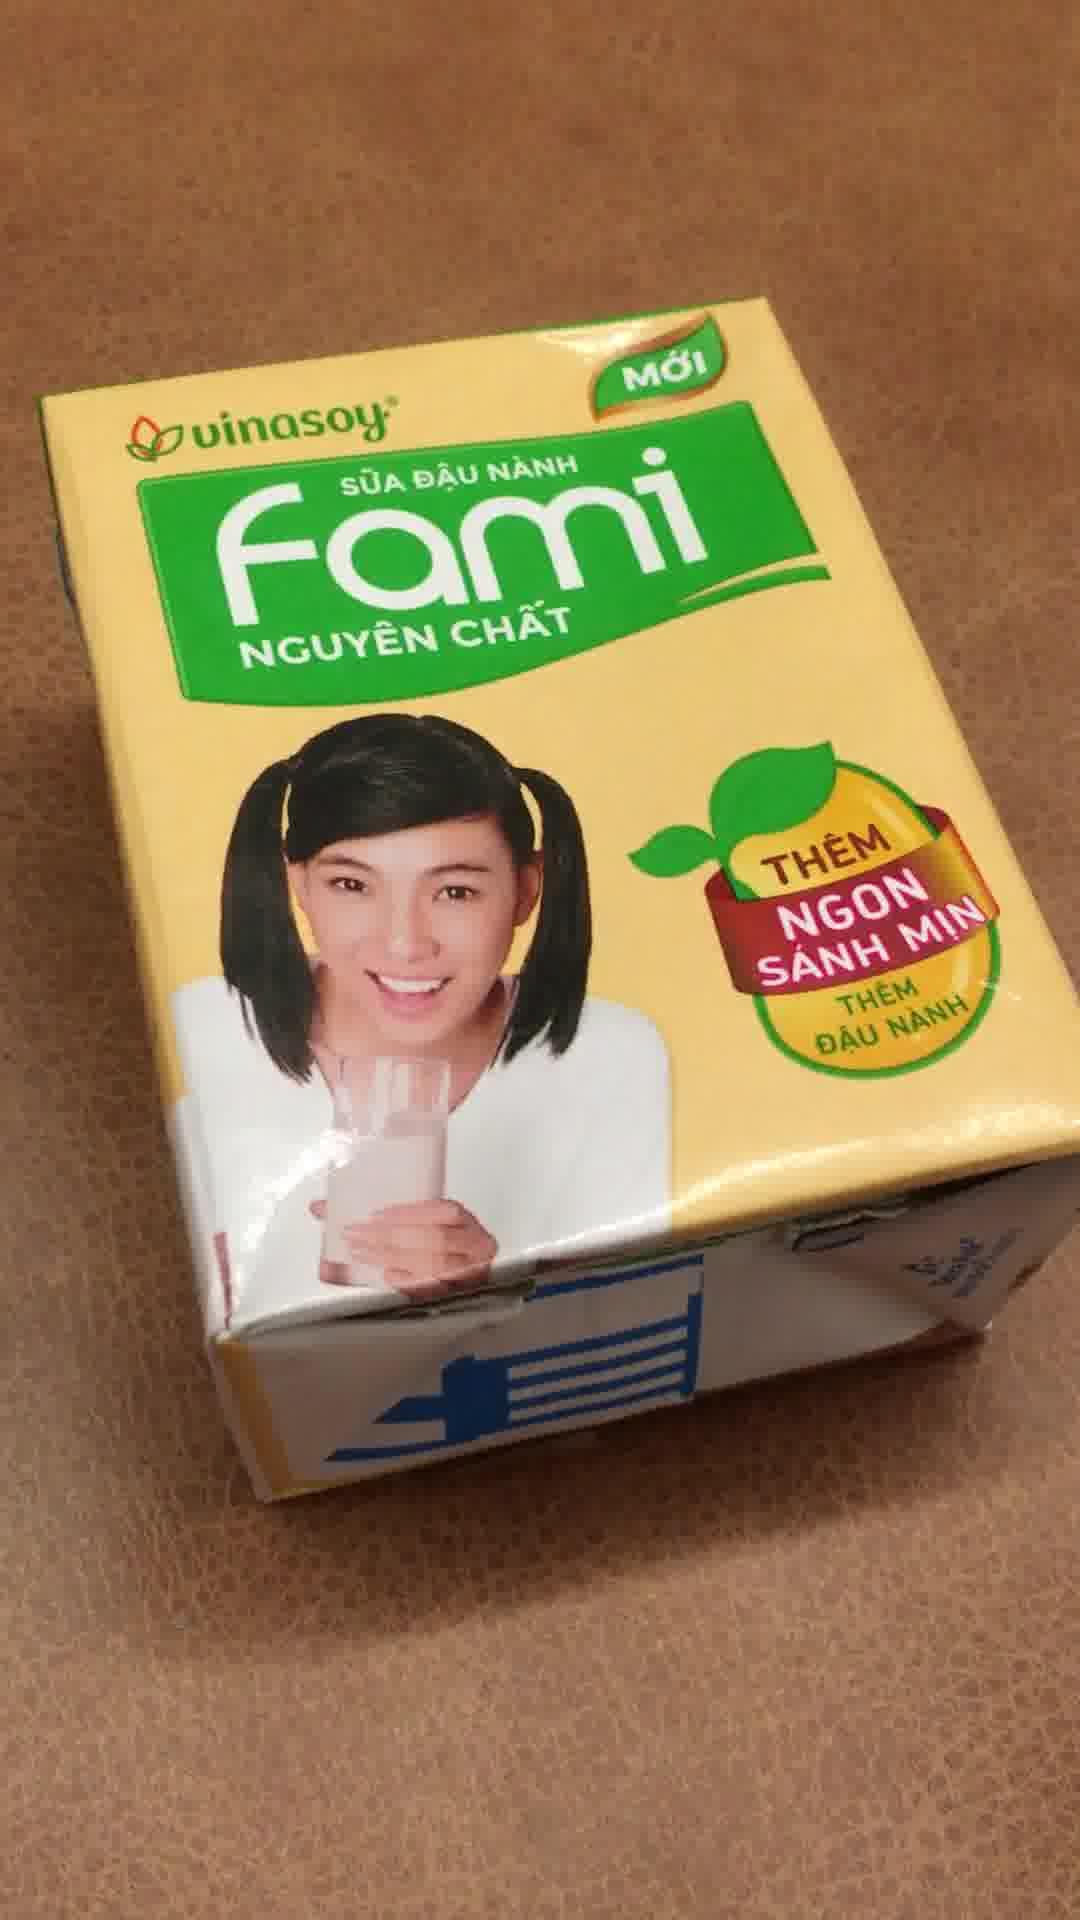 vinasoy
MỚI
SỮA ĐẬU NÀNH
fami
NGUYÊN CHẤT
THÊM
NGON
SÁNH MỊN
THÊM
ĐẬU NÀNH